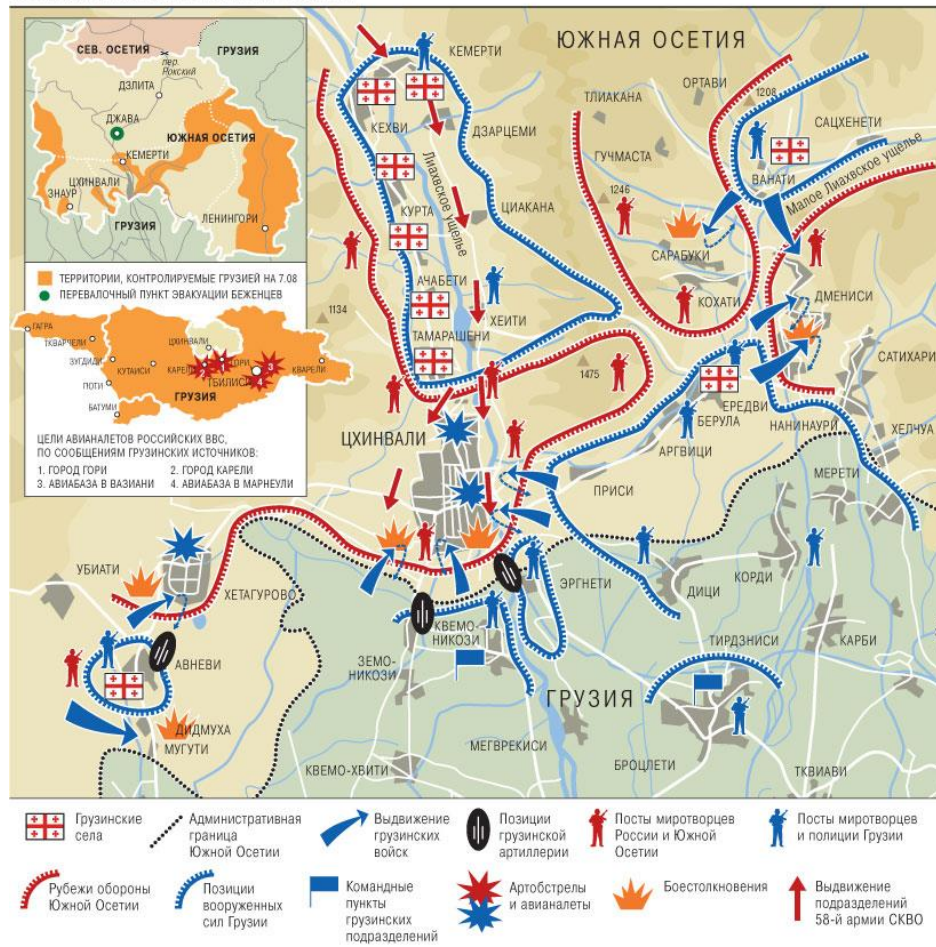 СЕВ. ОСЕТИЯ
ГРУЗИЯ
пер.
Рокский
ДЗЛИТА
ДЖАВА
ЮЖНАЯ ОСЕТИЯ
КЕМЕРТИ
ЦХИНВАЛИ
ЗНАУР
ГРУЗИЯ
ЛЕНИНГОРИ
ТЕРРИТОРИИ, КОНТРОЛИРУЕМЫЕ ГРУЗИЕЙ НА 7.08
ПЕРЕВАЛОЧНЫЙ ПУНКТ ЭВАКУАЦИИ БЕЖЕНЦЕВ
ГАГРА
ТКВАРЧЕЛИ
ЗУГДИДИ
ПОТИ
БАТУМИ
КУТАИСИ
ЦХИНВАЛИ
КАРЕЛИ
ГОРИ
ТБИЛИСИ
КВАРЕЛИ
ГРУЗИЯ
1
2
3
4
ЦЕЛИ АВИАНАЛЕТОВ РОССИЙСКИХ ВВС,
ПО СООБЩЕНИЯМ ГРУЗИНСКИХ ИСТОЧНИКОВ:
1. ГОРОД ГОРИ 2. ГОРОД КАРЕЛИ
3. АВИАБАЗА В ВАЗИАНИ 4. АВИАБАЗА В МАРНЕУЛИ
ЮЖНАЯ ОСЕТИЯ
КЕМЕРТИ
ОРТАВИ
ТЛИАКАНА
1208
САЦХЕНЕТИ
КЕХВИ
ДЗАРЦЕМИ
ГУЧМАСТА
ВАНАТИ
Малое Лиахвское ущелье
Лиахвское ущелье
1246
КУРТА
ЦИАКАНА
САРАБУКИ
АЧАБЕТИ
КОХАТИ
ДМЕНИСИ
1134
ХЕИТИ
ТАМАРАШЕНИ
САТИХАРИ
1475
ЕРЕДВИ
БЕРУЛА
НАНИНАУРИ
ХЕЛЧУА
ЦХИНВАЛИ
АРГВИЦИ
МЕРЕТИ
ПРИСИ
УБИАТИ
ХЕТАГУРОВО
ЭРГНЕТИ
ДИЦИ
КОРДИ
КВЕМО-
НИКОЗИ
ТИРДЗНИСИ
КАРБИ
АВНЕВИ
ЗЕМО-
НИКОЗИ
ГРУЗИЯ
ДИДМУХА
МУГУТИ
МЕГВРЕКИСИ
БРОЦЛЕТИ
КВЕМО-ХВИТИ
ТКВИАВИ
Грузинские
села
Административная
граница
Южной Осетии
Выдвижение
грузинских
войск
Позиции
грузинской
артиллерии
Посты миротворцев
России и Южной
Осетии
Посты миротворцев
и полиции Грузии
Рубежи обороны
Южной Осетии
Позиции
вооруженных
сил Грузии
Командные
пункты
грузинских
подразделений
Артобстрелы
и авианалеты
Боестолкновения
Выдвижение
подразделений
58-й армии СКВО